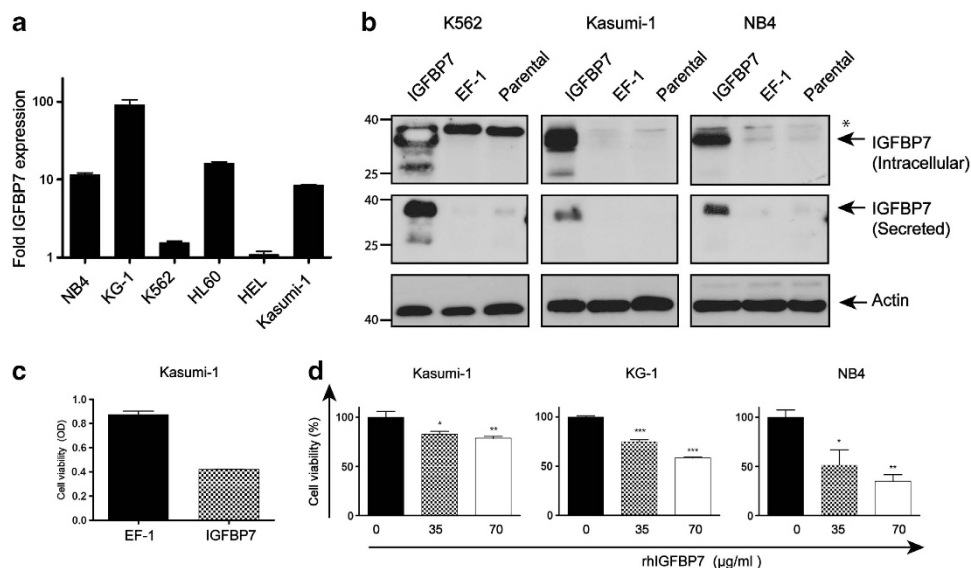 a
Fold IGFBP7 expression
100
10
1
NB4
KG-1
K562
HL60
HEL
Kasumi-1
b
K562
Kasumi-1
NB4
IGFBP7
EF-1
Parental
IGFBP7
EF-1
Parental
IGFBP7
EF-1
Parental
40
25
*
IGFBP7
(Intracellular)
40
25
IGFBP7
(Secreted)
40
Actin
c
Kasumi-1
Cell viability (OD)
1.0
0.8
0.6
0.4
0.2
0.0
EF-1
IGFBP7
d
Cell viability (%)
Kasumi-1
100
50
0
*
**
0 35 70
KG-1
100
50
0
***
***
0 35 70
NB4
100
50
0
*
**
0 35 70
rhIGFBP7 (μg/ml)